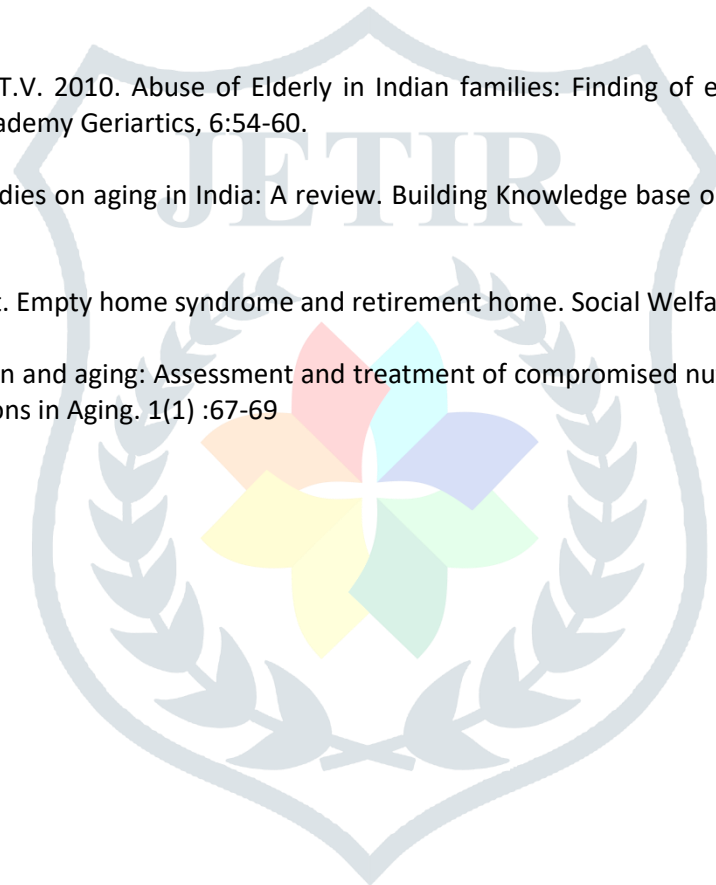 T.V. 2010. Abuse of Elderly in Indian families: Finding of e
ademy Geriartics, 6:54-60.
JETIR
dies on aging in India: A review. Building Knowledge base o
. Empty home syndrome and retirement home. Social Welfa
n and aging: Assessment and treatment of compromised nu
ons in Aging. 1(1) :67-69